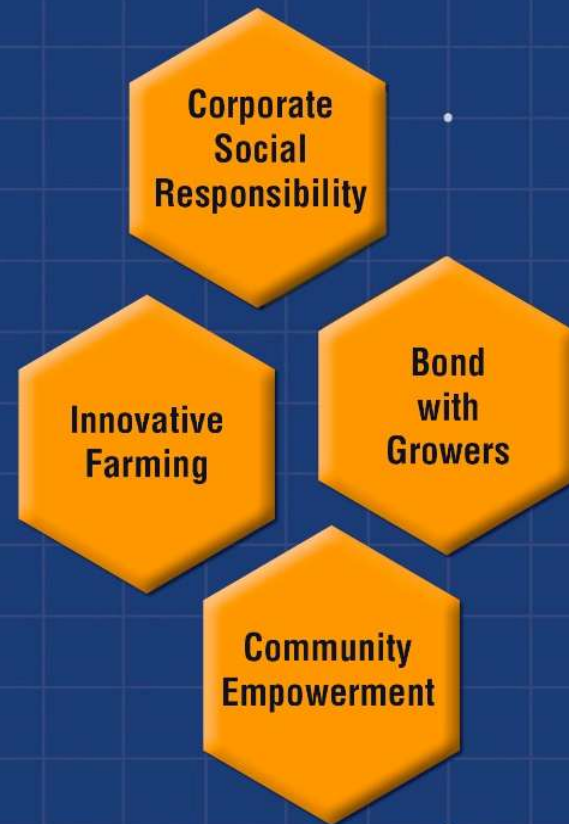 Corporate
Social
Responsibility
Innovative
Farming
Bond
with
Growers
Community
Empowerment